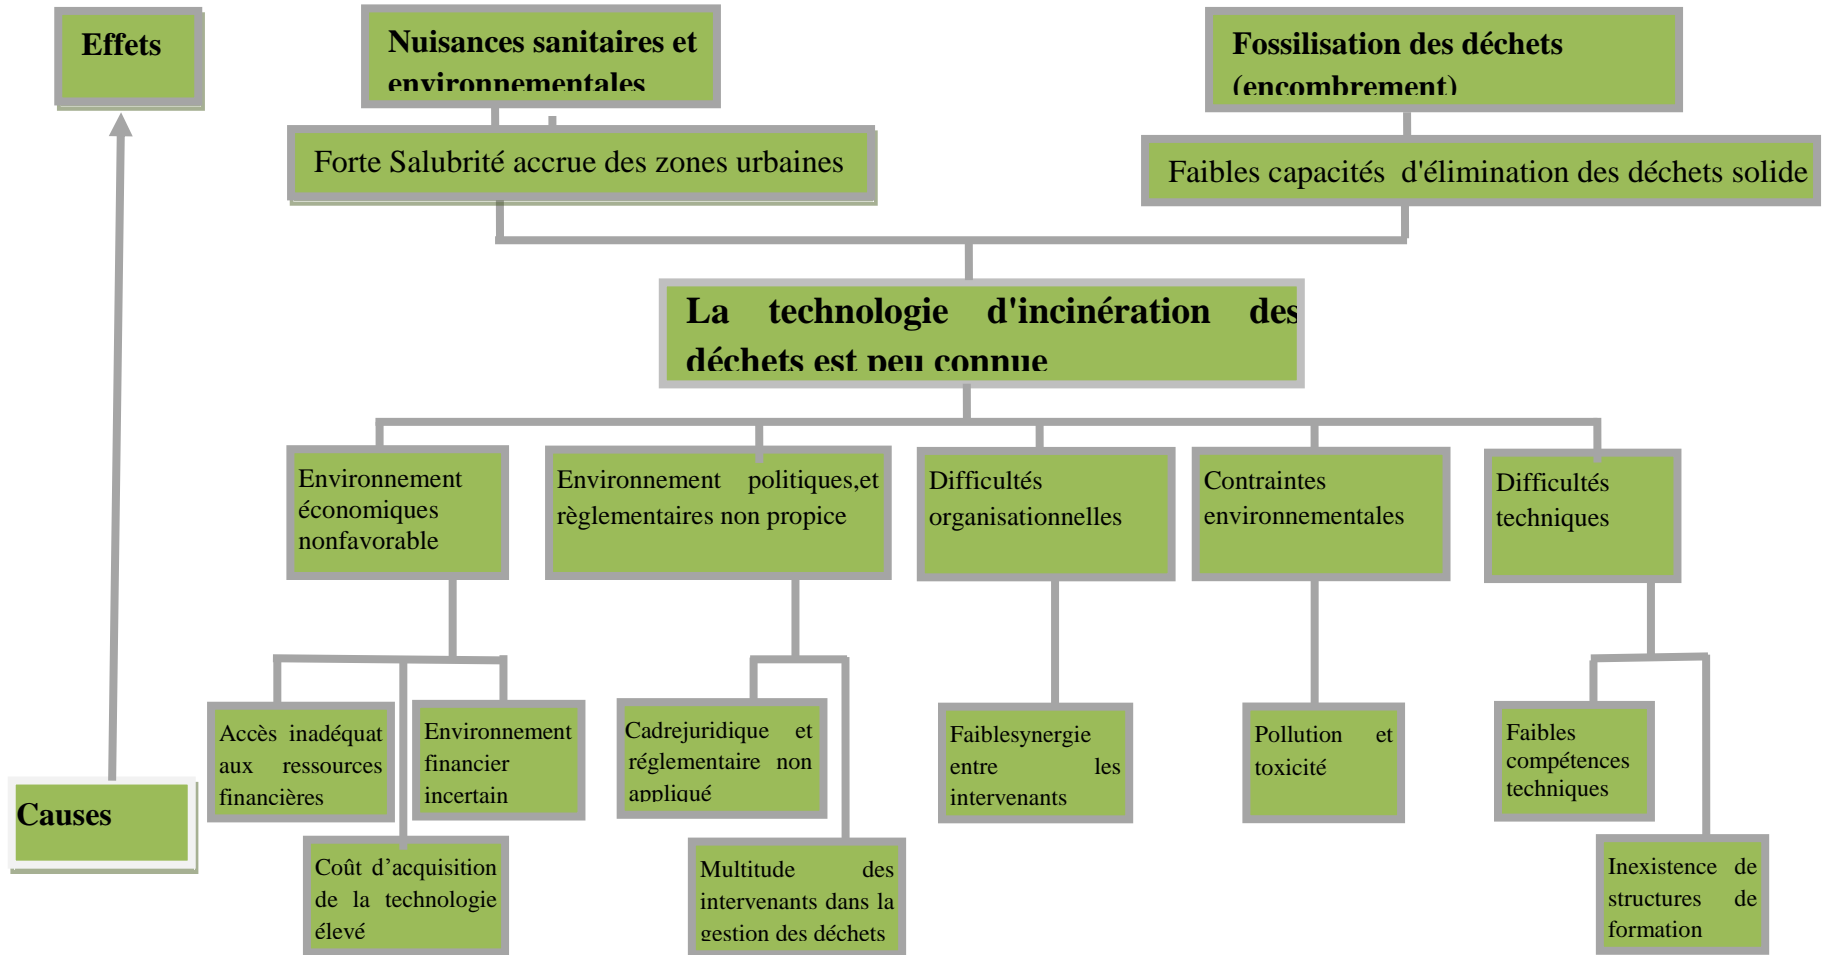 Effets
Nuisances sanitaires et
environnementales
Fossilisation des déchets
(encombrement)
Forte Salubrité accrue des zones urbaines
Faibles capacités d'élimination des déchets solide
La technologie d'incinération des
déchets est peu connue
Environnement
économiques
nonfavorable
Environnement politiques,et
règlementaires non propice
Difficultés
organisationnelles
Contraintes
environnementales
Difficultés
techniques
Accès inadéquat
aux ressources
financières
Environnement
financier
incertain
Cadrejuridique et
réglementaire non
appliqué
Faiblesynergie
entre les
intervenants
Pollution et
toxicité
Faibles
compétences
techniques
Causes
Coût d’acquisition
de la technologie
élevé
Multitude des
intervenants dans la
gestion des déchets
Inexistence de
structures de
formation